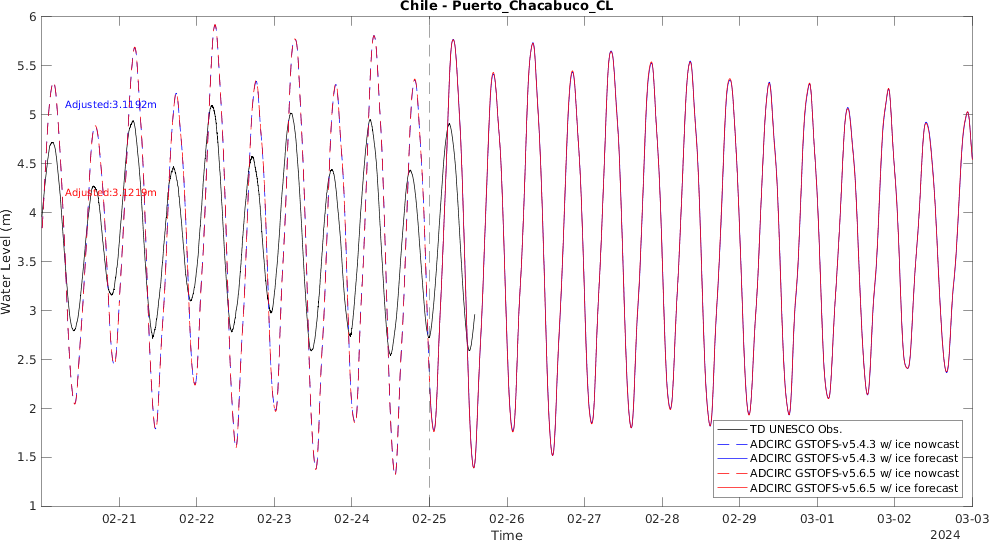 Chile - Puerto_Chacabuco_CL
6
5.5
5
4.5
4
3.5
3
2.5
2
1.5
1
Water Level (m)
Adjusted:3.1192m
Adjusted:3.1219m
TD UNESCO Obs.
ADCIRC GSTOFS-v5.4.3 w/ ice nowcast
ADCIRC GSTOFS-v5.4.3 w/ ice forecast
ADCIRC GSTOFS-v5.6.5 w/ ice nowcast
ADCIRC GSTOFS-v5.6.5 w/ ice forecast
02-21 02-22 02-23 02-24 02-25 02-26 02-27 02-28 02-29 03-01 03-02 03-03
Time
2024